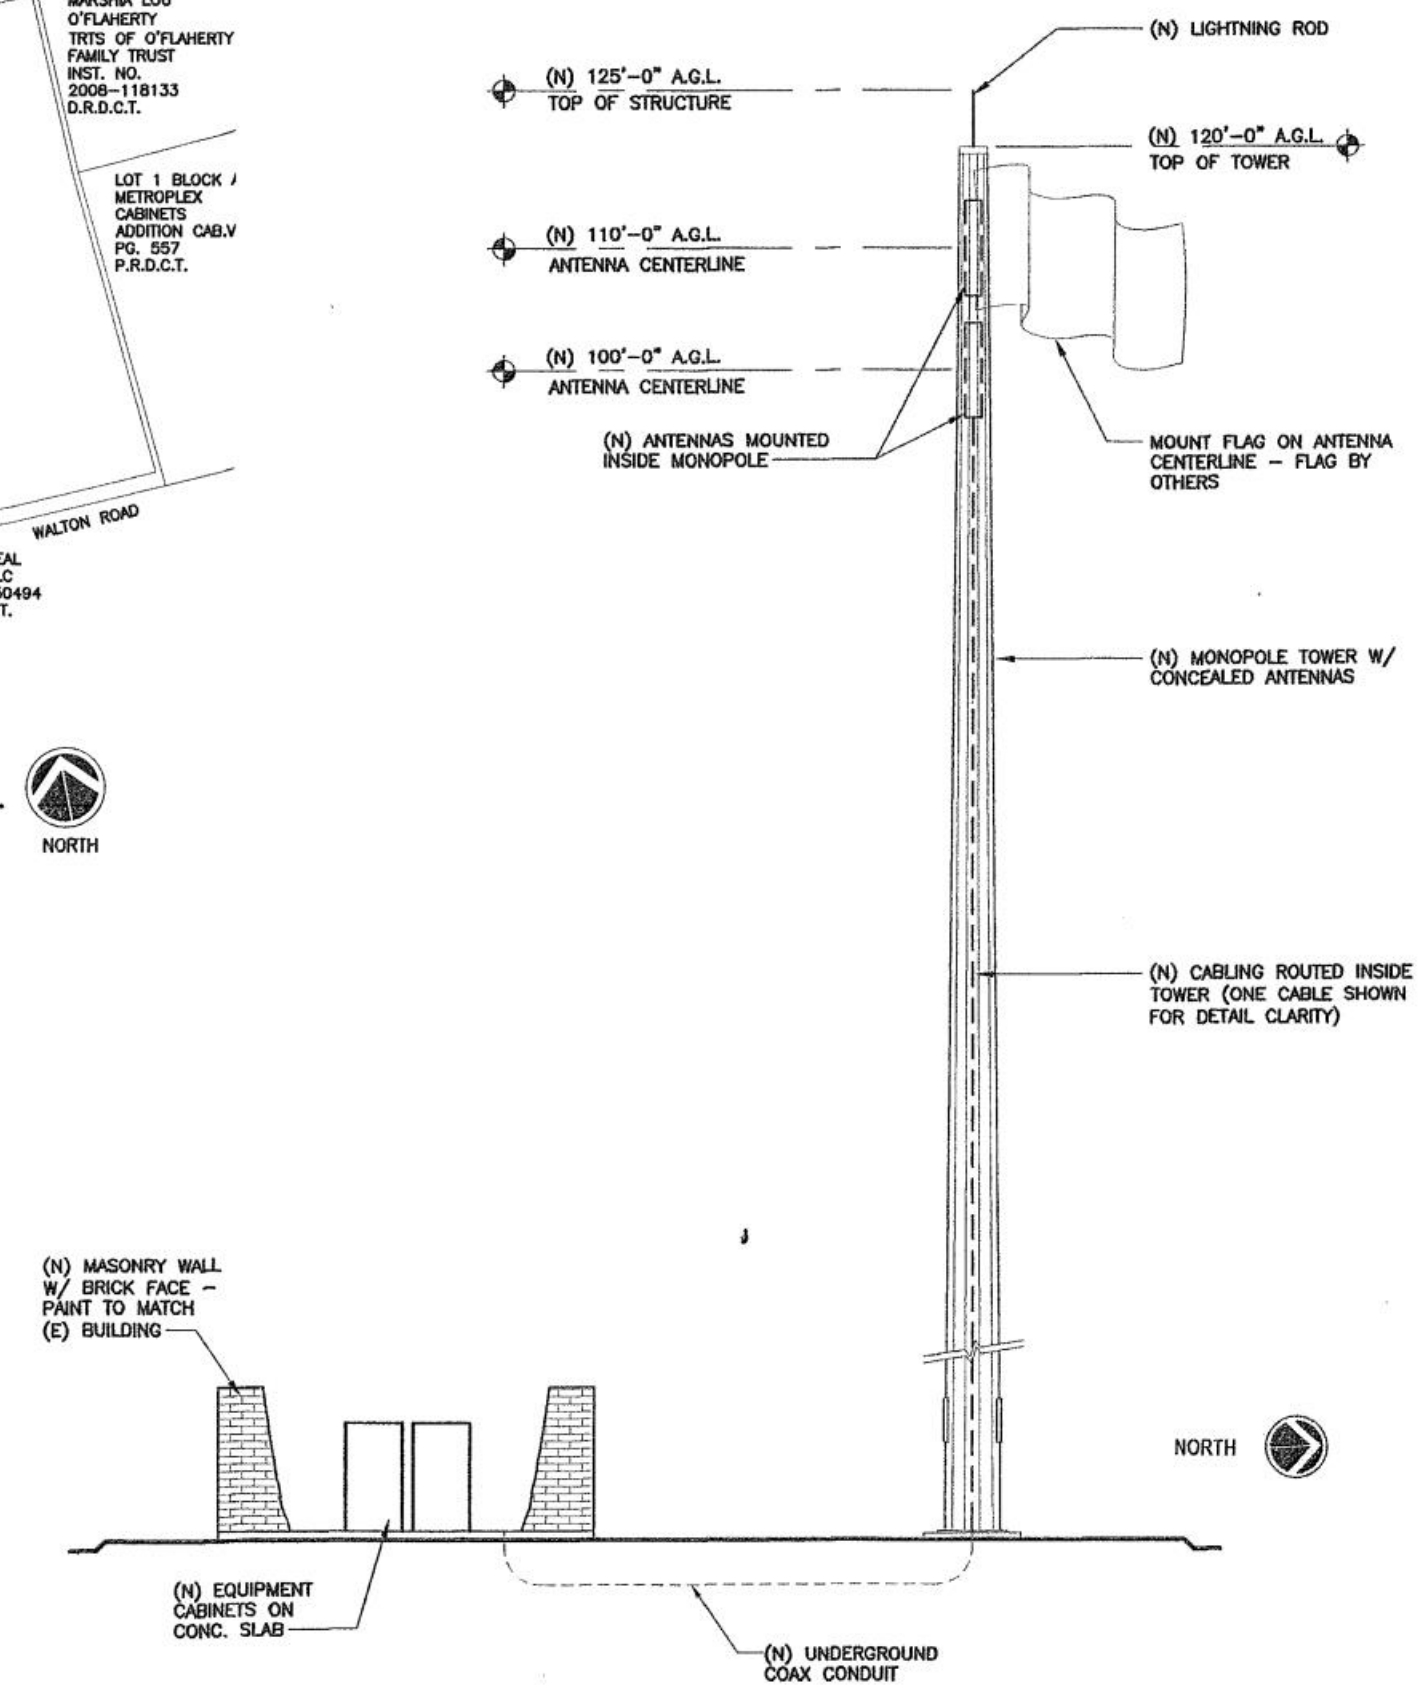 O'FLAHERTY
TRTS OF O'FLAHERTY
FAMILY TRUST
INST. NO.
2008-118133
D.R.D.C.T.
LOT 1 BLOCK
METROPLEX
CABINETS
ADDITION CAB.V
PG. 557
P.R.D.C.T.
WALTON ROAD
50494
NORTH
(N) LIGHTNING ROD
(N) 125'-0" A.G.L.
TOP OF STRUCTURE
(N) 120'-0" A.G.L.
TOP OF TOWER
(N) 110'-0" A.G.L.
ANTENNA CENTERLINE
(N) 100'-0" A.G.L.
ANTENNA CENTERLINE
(N) ANTENNAS MOUNTED
INSIDE MONOPOLE
MOUNT FLAG ON ANTENNA
CENTERLINE - FLAG BY
OTHERS
(N) MONOPOLE TOWER W/
CONCEALED ANTENNAS
(N) CABLING ROUTED INSIDE
TOWER (ONE CABLE SHOWN
FOR DETAIL CLARITY)
(N) MASONRY WALL
W/ BRICK FACE -
PAINT TO MATCH
(E) BUILDING
NORTH
(N) EQUIPMENT
CABINETS ON
CONC. SLAB
(N) UNDERGROUND
COAX CONDUIT